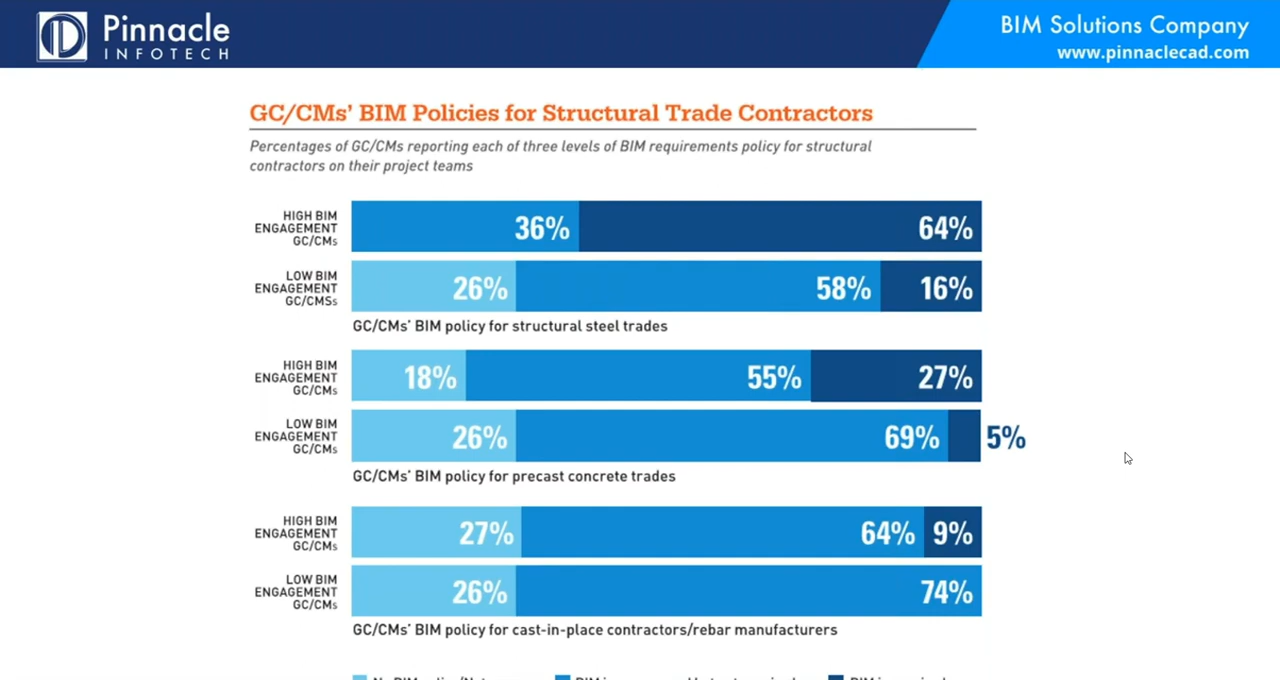 Pinnacle
INFOTECH
BIM Solutions Company
www.pinnaclecad.com
GC/CMs' BIM Policies for Structural Trade Contractors
Percentages of GC/CMs reporting each of three levels of BIM requirements policy for structural
contractors on their project teams
HIGH BIM
ENGAGEMENT
GC/CMs
36%
64%
LOW BIM
ENGAGEMENT
GC/CMSs
26%
58%
16%
GC/CMs' BIM policy for structural steel trades
HIGH BIM
ENGAGEMENT
GC/CMs
18%
55%
27%
LOW BIM
ENGAGEMENT
GC/CMs
26%
69%
5%
GC/CMs' BIM policy for precast concrete trades
HIGH BIM
ENGAGEMENT
GC/CMs
27%
64%
9%
LOW BIM
ENGAGEMENT
GC/CMs
26%
74%
GC/CMs' BIM policy for cast-in-place contractors/rebar manufacturers